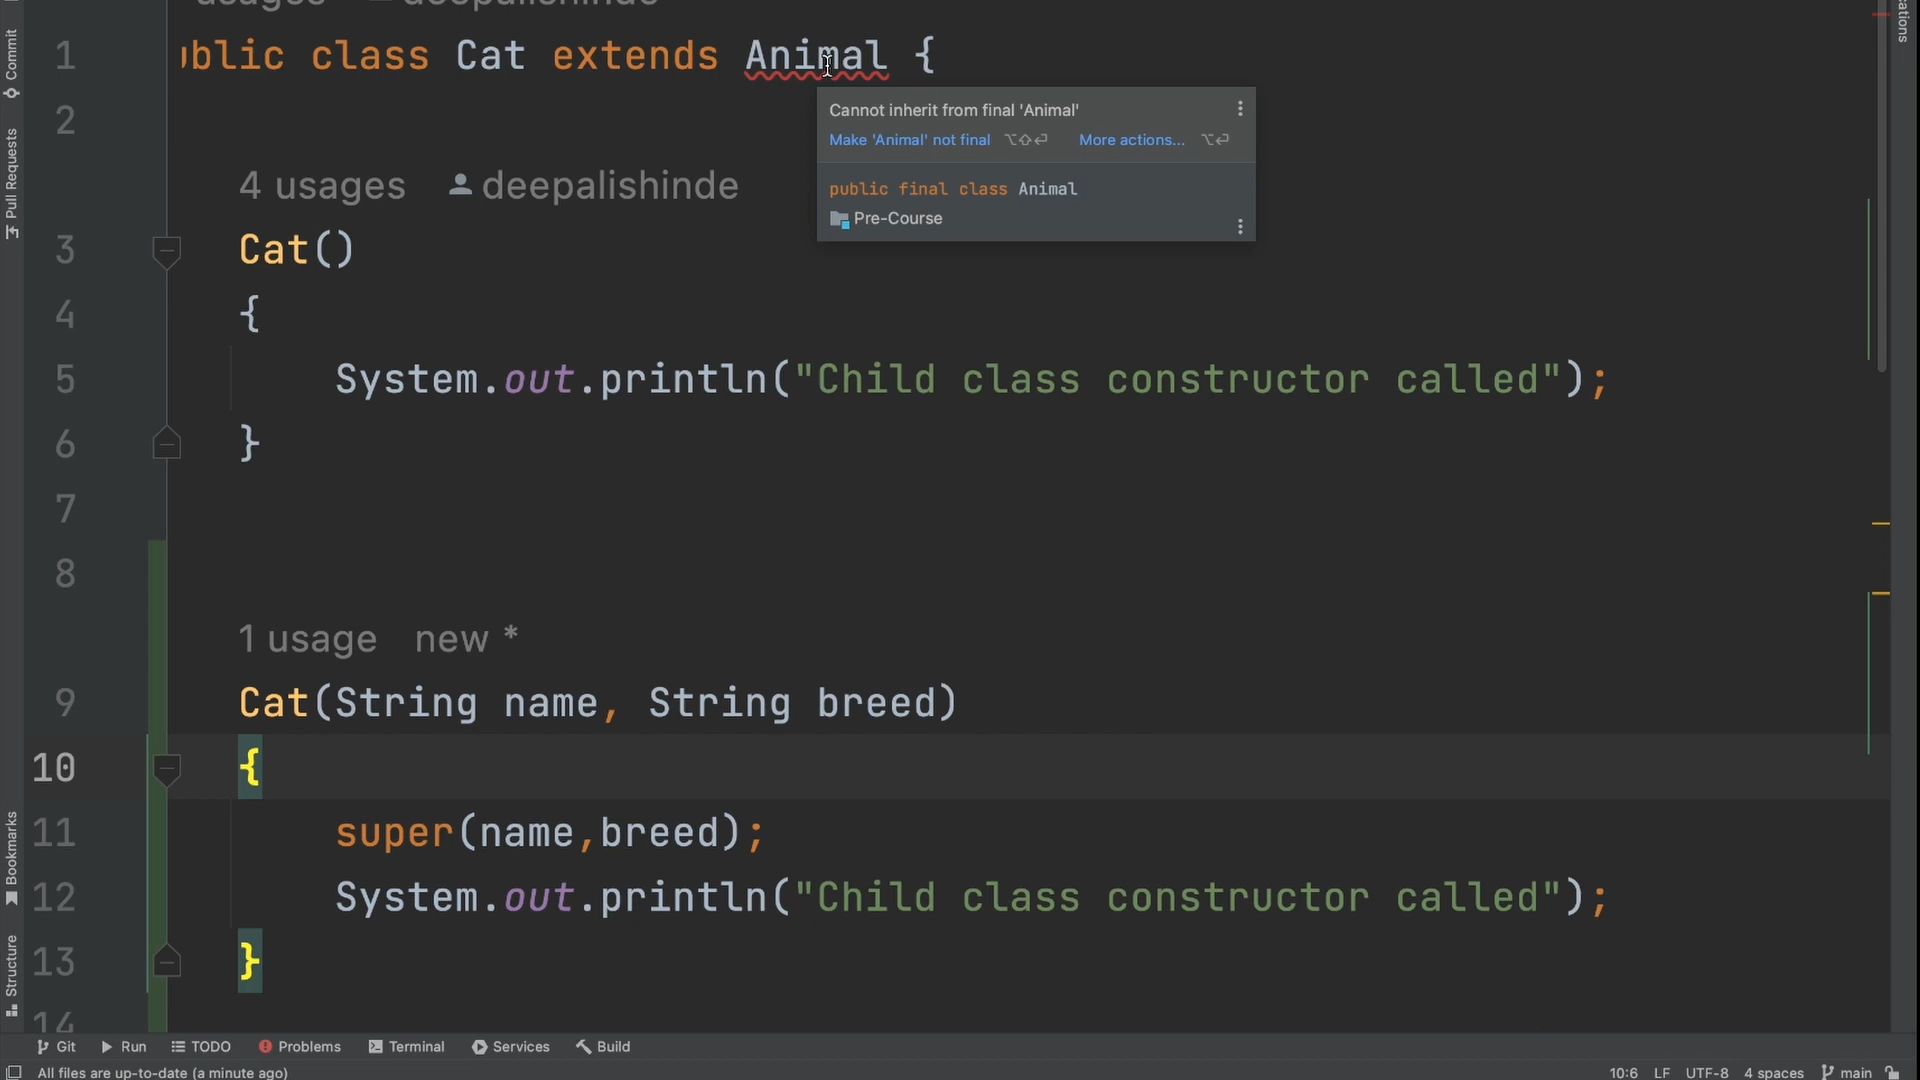 usages deepalishinde
1 ublic class Cat extends Animal {
Cannot inherit from final 'Animal'
Make 'Animal' not final ⌥⇧⏎ More actions... ⌥⏎
public final class Animal
Pre-Course
2
4 usages deepalishinde
3 Cat()
4 {
5 System.out.println("Child class constructor called");
6 }
7
8
1 usage new *
9 Cat(String name, String breed)
10 {
11 super(name,breed);
12 System.out.println("Child class constructor called");
13 }
14
Commit
Pull Requests
Bookmarks
Structure
cations
Git Run TODO Problems Terminal Services Build
All files are up-to-date (a minute ago) 10:6 LF UTF-8 4 spaces main